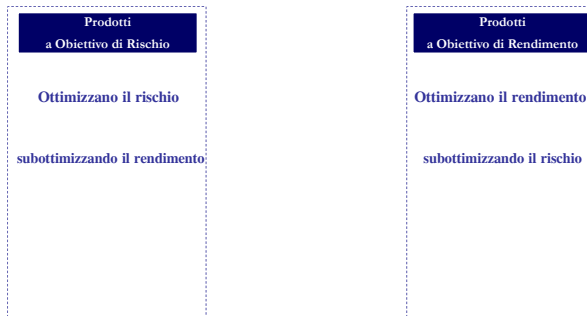 Prodotti
a Obiettivo di Rischio
Ottimizzano il rischio
subottimizzando il rendimento
Prodotti
a Obiettivo di Rendimento
Ottimizzano il rendimento
subottimizzando il rischio